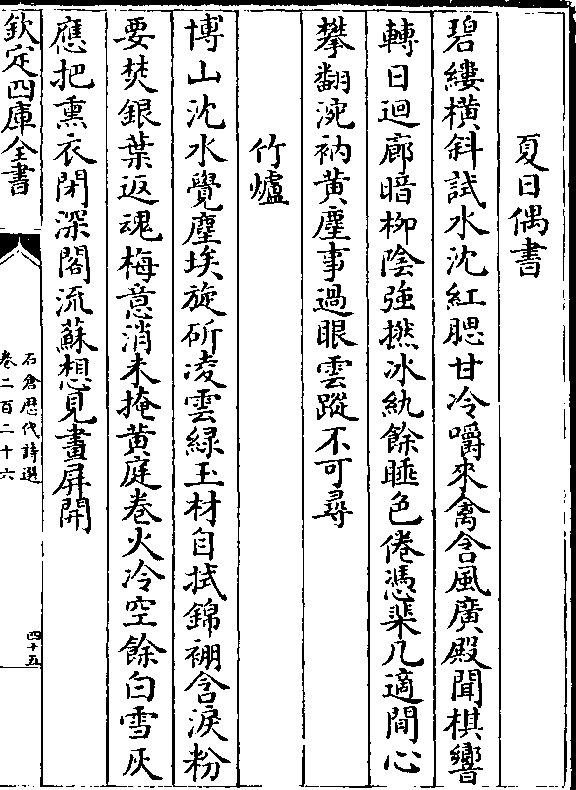 夏日偶書
碧縷橫斜試水沈紅腮甘冷嚼來禽含風廣殿聞棋響
轉日迴廊暗柳陰強撚冰紈餘睡色倦憑棐几適閒心
攀翻涴衲黄塵事過眼雲蹤不可尋
竹爐
博山沈水覺塵埃旋斫凌雲緑玉材自拭錦裯含淚粉
要焚銀葉返魂梅意消未掩黄庭卷火冷空餘白雪灰
應把熏衣閉深閣流蘇想見畫屏開
欽定四庫全書
石倉歷代詩選
卷二百二十六
四十五